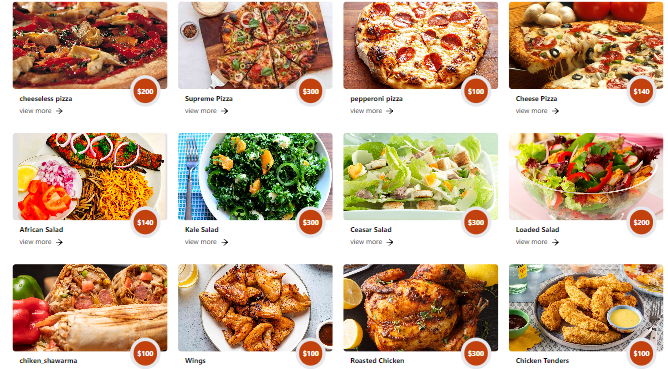 $200
$300
$100
$140
cheeseless pizza
Supreme Pizza
pepperoni pizza
Cheese Pizza
view more →
view more →
view more →
view more →
$140
$300
$300
$200
African Salad
Kale Salad
Ceasar Salad
Loaded Salad
view more →
view more →
view more →
view more →
$100
$100
$300
$100
chiken_shawarma
Wings
Roasted Chicken
Chicken Tenders